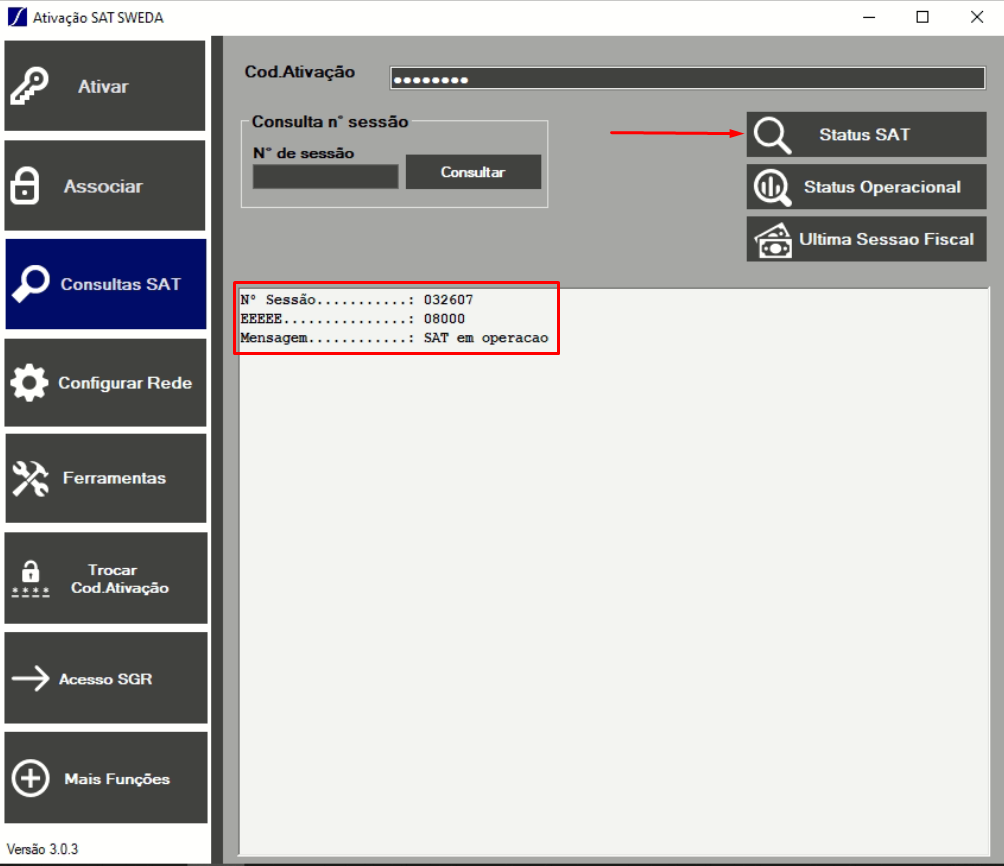 Ativação SAT SWEDA
Ativar
Associar
Consultas SAT
Configurar Rede
Ferramentas
Trocar
Cod.Ativação
Acesso SGR
Mais Funções
Versão 3.0.3
Cod.Ativação
Consulta n° sessão
N° de sessão
Consultar
Status SAT
Status Operacional
Ultima Sessao Fiscal
Nº Sessão...........: 032607
EEEEE...............: 08000
Mensagem............: SAT em operacao